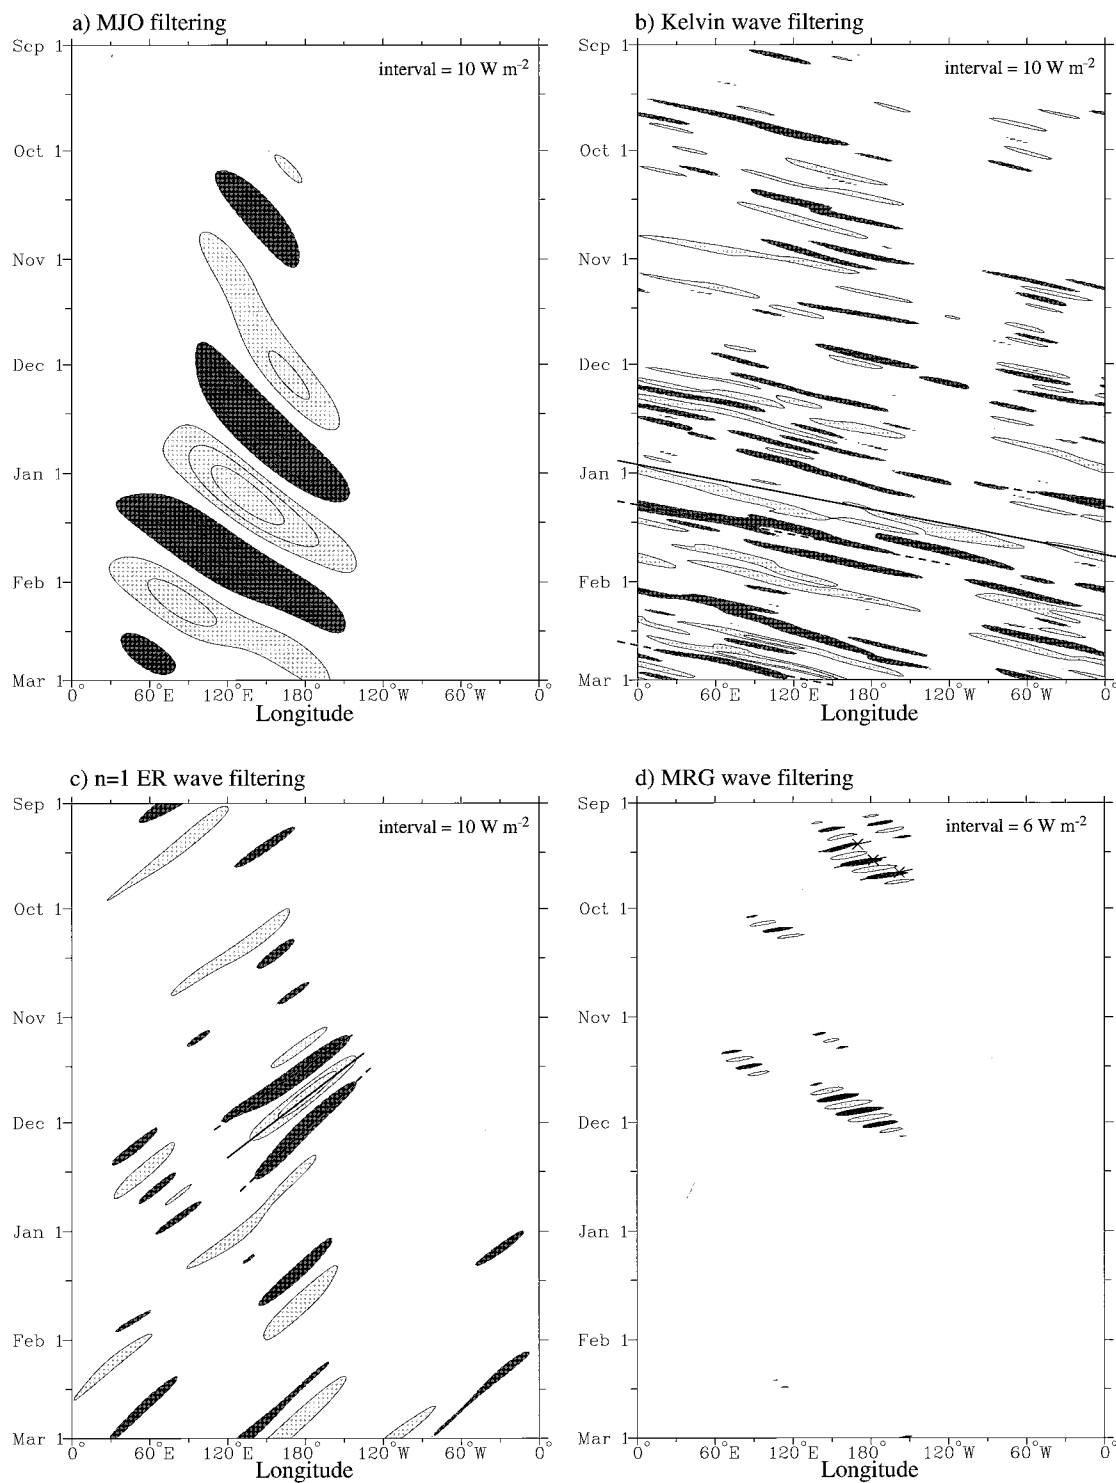 a) MJO filtering
interval = 10 W m-2
Sep 1
Oct 1
Nov 1
Dec 1
Jan 1
Feb 1
Mar 1
0° 60°E 120°E 180° 120°W 60°W 0°
Longitude
b) Kelvin wave filtering
interval = 10 W m-2
Sep 1
Oct 1
Nov 1
Dec 1
Jan 1
Feb 1
Mar 1
0° 60°E 120°E 180° 120°W 60°W 0°
Longitude
c) n=1 ER wave filtering
interval = 10 W m-2
Sep 1
Oct 1
Nov 1
Dec 1
Jan 1
Feb 1
Mar 1
0° 60°E 120°E 180° 120°W 60°W 0°
Longitude
d) MRG wave filtering
interval = 6 W m-2
Sep 1
Oct 1
Nov 1
Dec 1
Jan 1
Feb 1
Mar 1
0° 60°E 120°E 180° 120°W 60°W 0°
Longitude